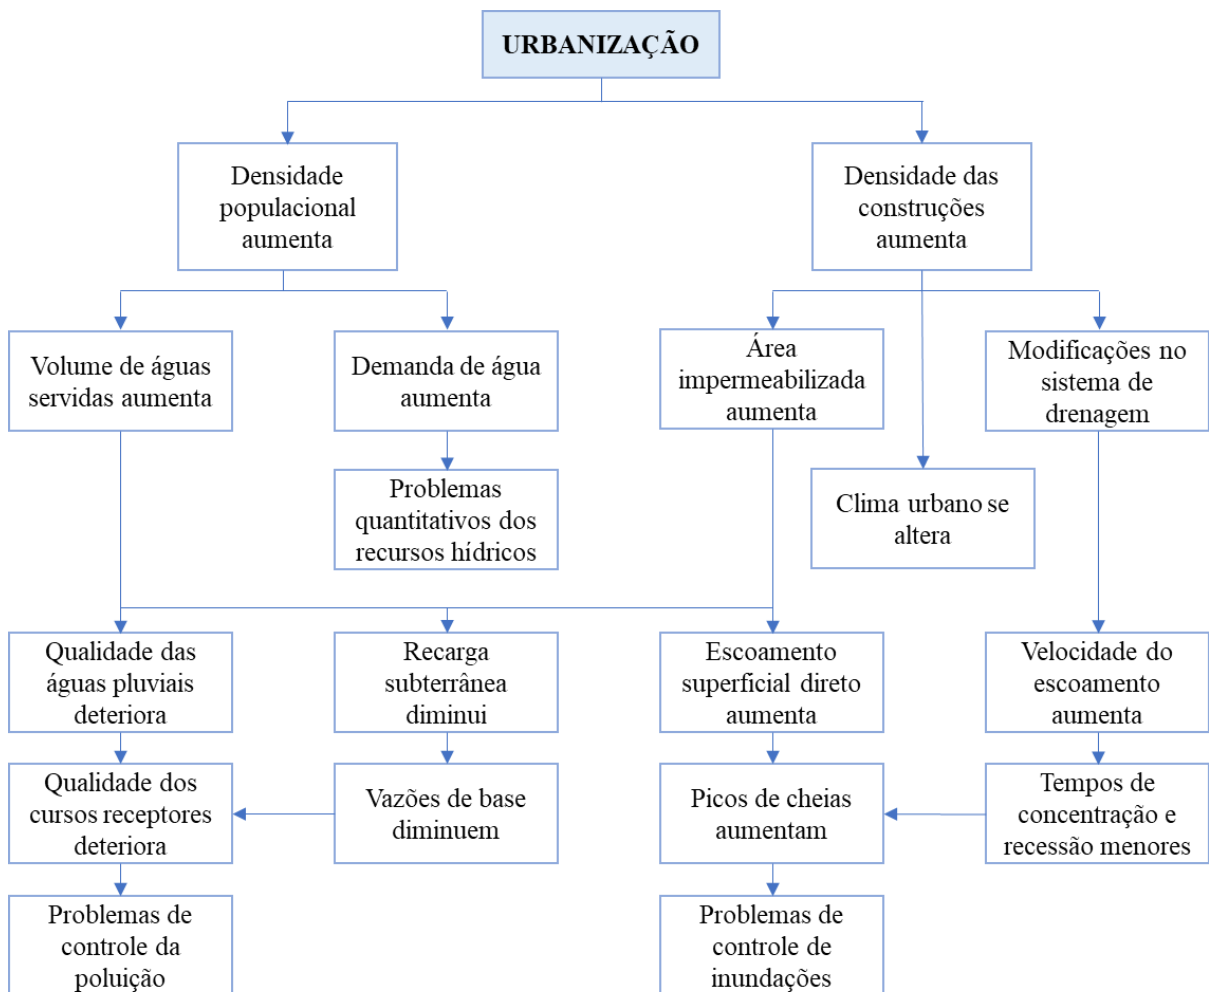 URBANIZAÇÃO
Densidade
populacional
aumenta
Densidade das
construções
aumenta
Volume de águas
servidas aumenta
Demanda de água
aumenta
Área
impermeabilizada
aumenta
Modificações no
sistema de
drenagem
Problemas
quantitativos dos
recursos hídricos
Clima urbano se
altera
Qualidade das
águas pluviais
deteriora
Recarga
subterrânea
diminui
Escoamento
superficial direto
aumenta
Velocidade do
escoamento
aumenta
Qualidade dos
cursos receptores
deteriora
Vazões de base
diminuem
Picos de cheias
aumentam
Tempos de
concentração e
recessão menores
Problemas de
controle da
poluição
Problemas de
controle de
inundações